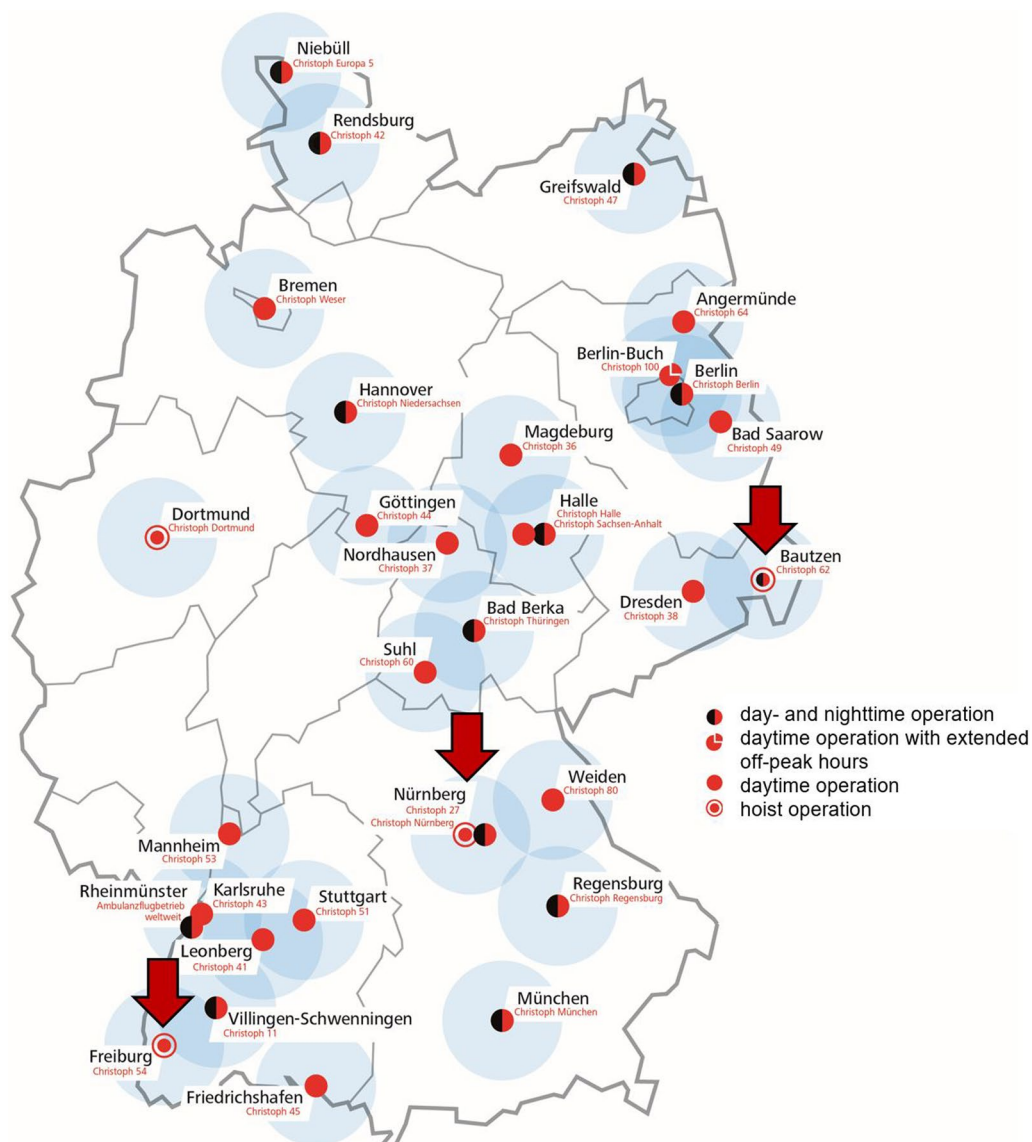 Niebüll
Christoph Europa 5
Rendsburg
Christoph 42
Greifswald
Christoph 47
Bremen
Christoph Weser
Angermünde
Christoph 64
Berlin-Buch
Christoph 100
Berlin
Christoph Berlin
Hannover
Christoph Niedersachsen
Magdeburg
Christoph 36
Bad Saarow
Christoph 49
Göttingen
Christoph 44
Halle
Christoph Halle
Christoph Sachsen-Anhalt
Dortmund
Christoph Dortmund
Nordhausen
Christoph 37
Bautzen
Christoph 62
Dresden
Christoph 38
Bad Berka
Christoph Thüringen
Suhl
Christoph 60
day- and nighttime operation
daytime operation with extended
off-peak hours
daytime operation
hoist operation
Weiden
Christoph 80
Nürnberg
Christoph 27
Christoph Nürnberg
Mannheim
Christoph 53
Rheinmünster
Ambulanzflugbetrieb
weltweit
Karlsruhe
Christoph 43
Stuttgart
Christoph 51
Regensburg
Christoph Regensburg
Leonberg
Christoph 41
München
Christoph München
Villingen-Schwenningen
Christoph 11
Freiburg
Christoph 54
Friedrichshafen
Christoph 45